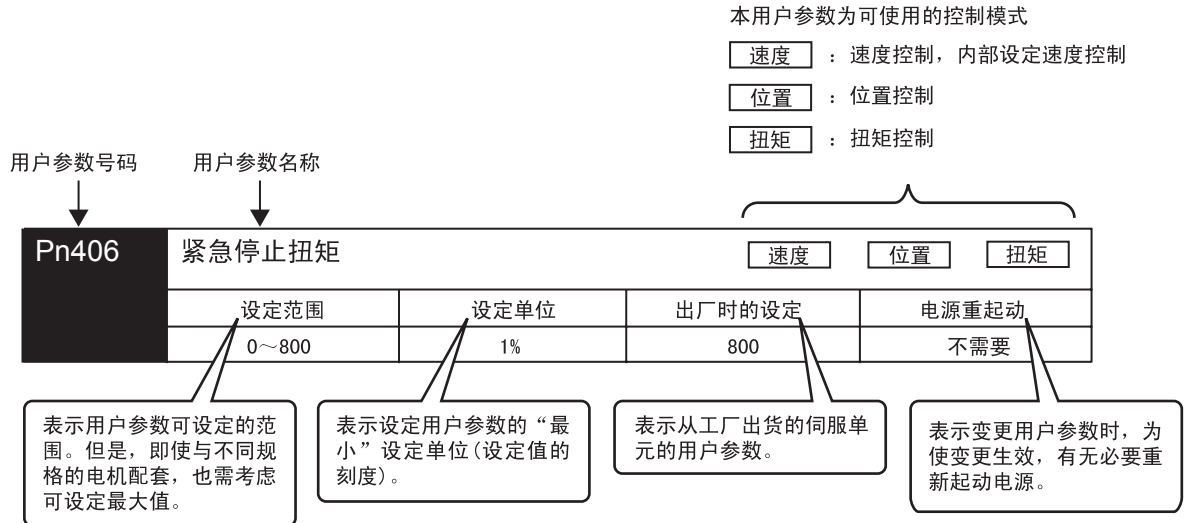 本用户参数为可使用的控制模式
速度 ：速度控制，内部设定速度控制
位置 ：位置控制
扭矩 ：扭矩控制
用户参数号码 用户参数名称
Pn406 紧急停止扭矩 速度 位置 扭矩
设定范围 设定单位 出厂时的设定 电源重起动
0～800 1% 800 不需要
表示用户参数可设定的范
围。但是，即使与不同规
格的电机配套，也需考虑
可设定最大值。
表示设定用户参数的“最
小”设定单位(设定值的
刻度)。
表示从工厂出货的伺服单
元的用户参数。
表示变更用户参数时，为
使变更生效，有无必要重
新起动电源。